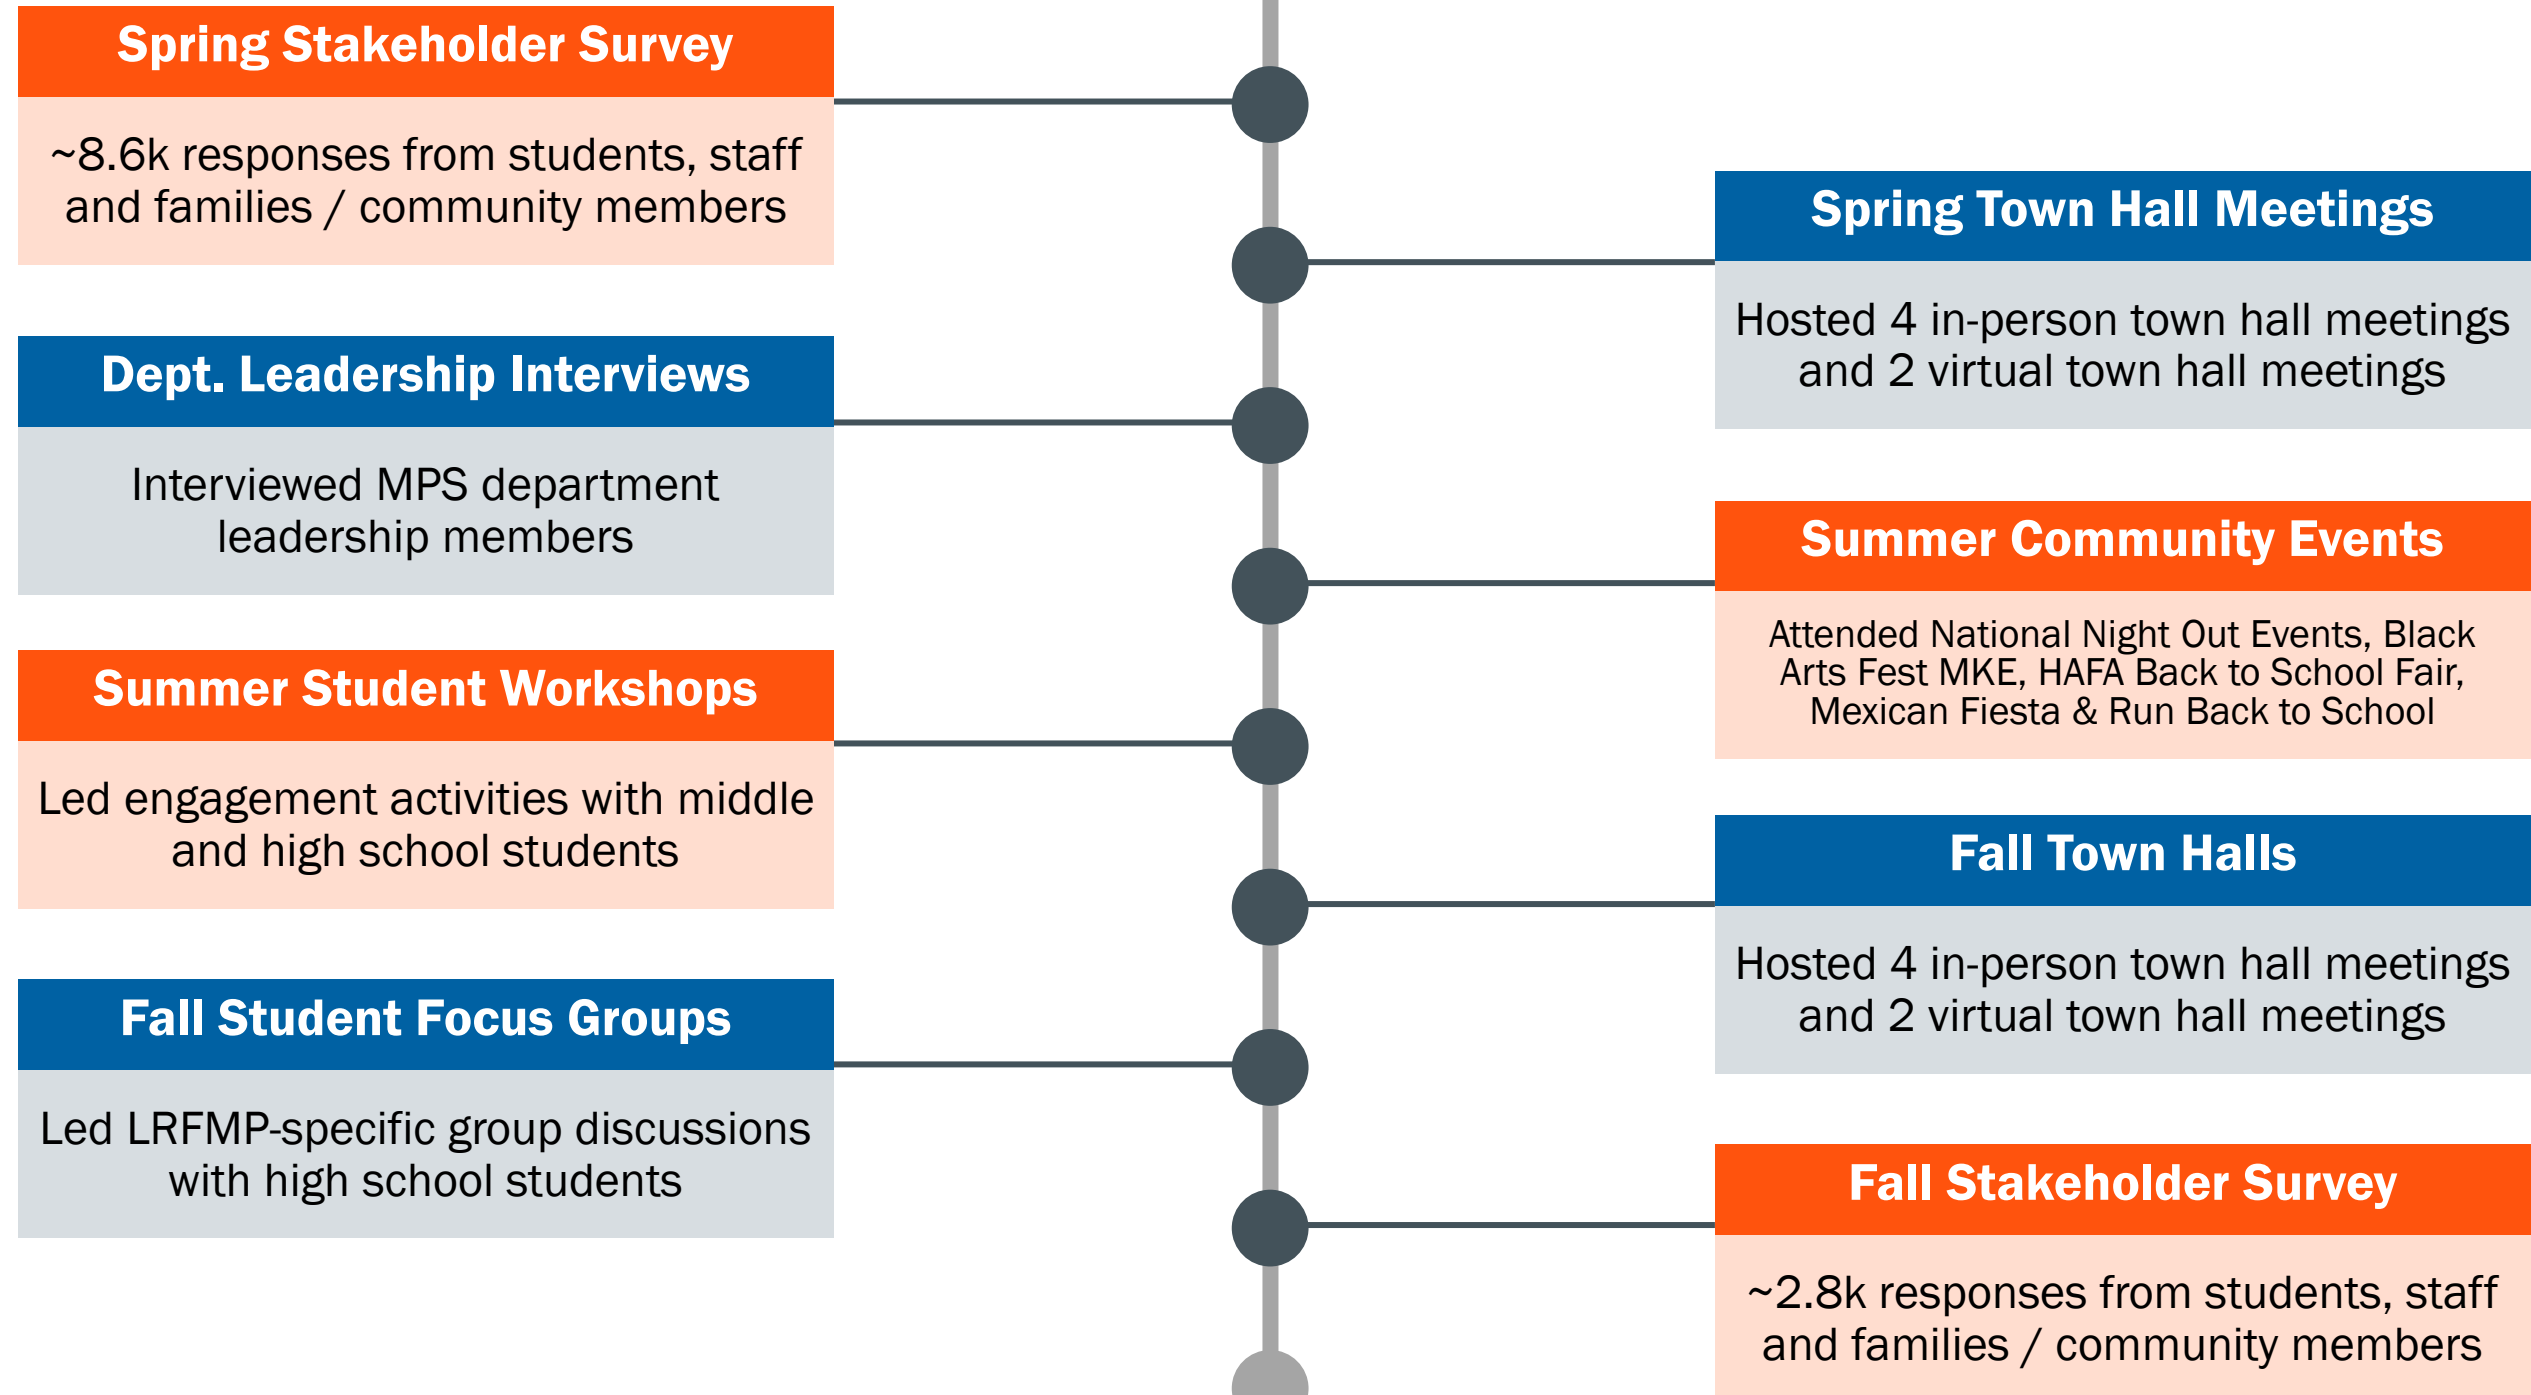 Spring Stakeholder Survey
~8.6k responses from students, staff
and families / community members
Spring Town Hall Meetings
Hosted 4 in-person town hall meetings
and 2 virtual town hall meetings
Dept. Leadership Interviews
Interviewed MPS department
leadership members
Summer Community Events
Attended National Night Out Events, Black
Arts Fest MKE, HAFA Back to School Fair,
Mexican Fiesta & Run Back to School
Summer Student Workshops
Led engagement activities with middle
and high school students
Fall Town Halls
Hosted 4 in-person town hall meetings
and 2 virtual town hall meetings
Fall Student Focus Groups
Led LRFMP-specific group discussions
with high school students
Fall Stakeholder Survey
~2.8k responses from students, staff
and families / community members